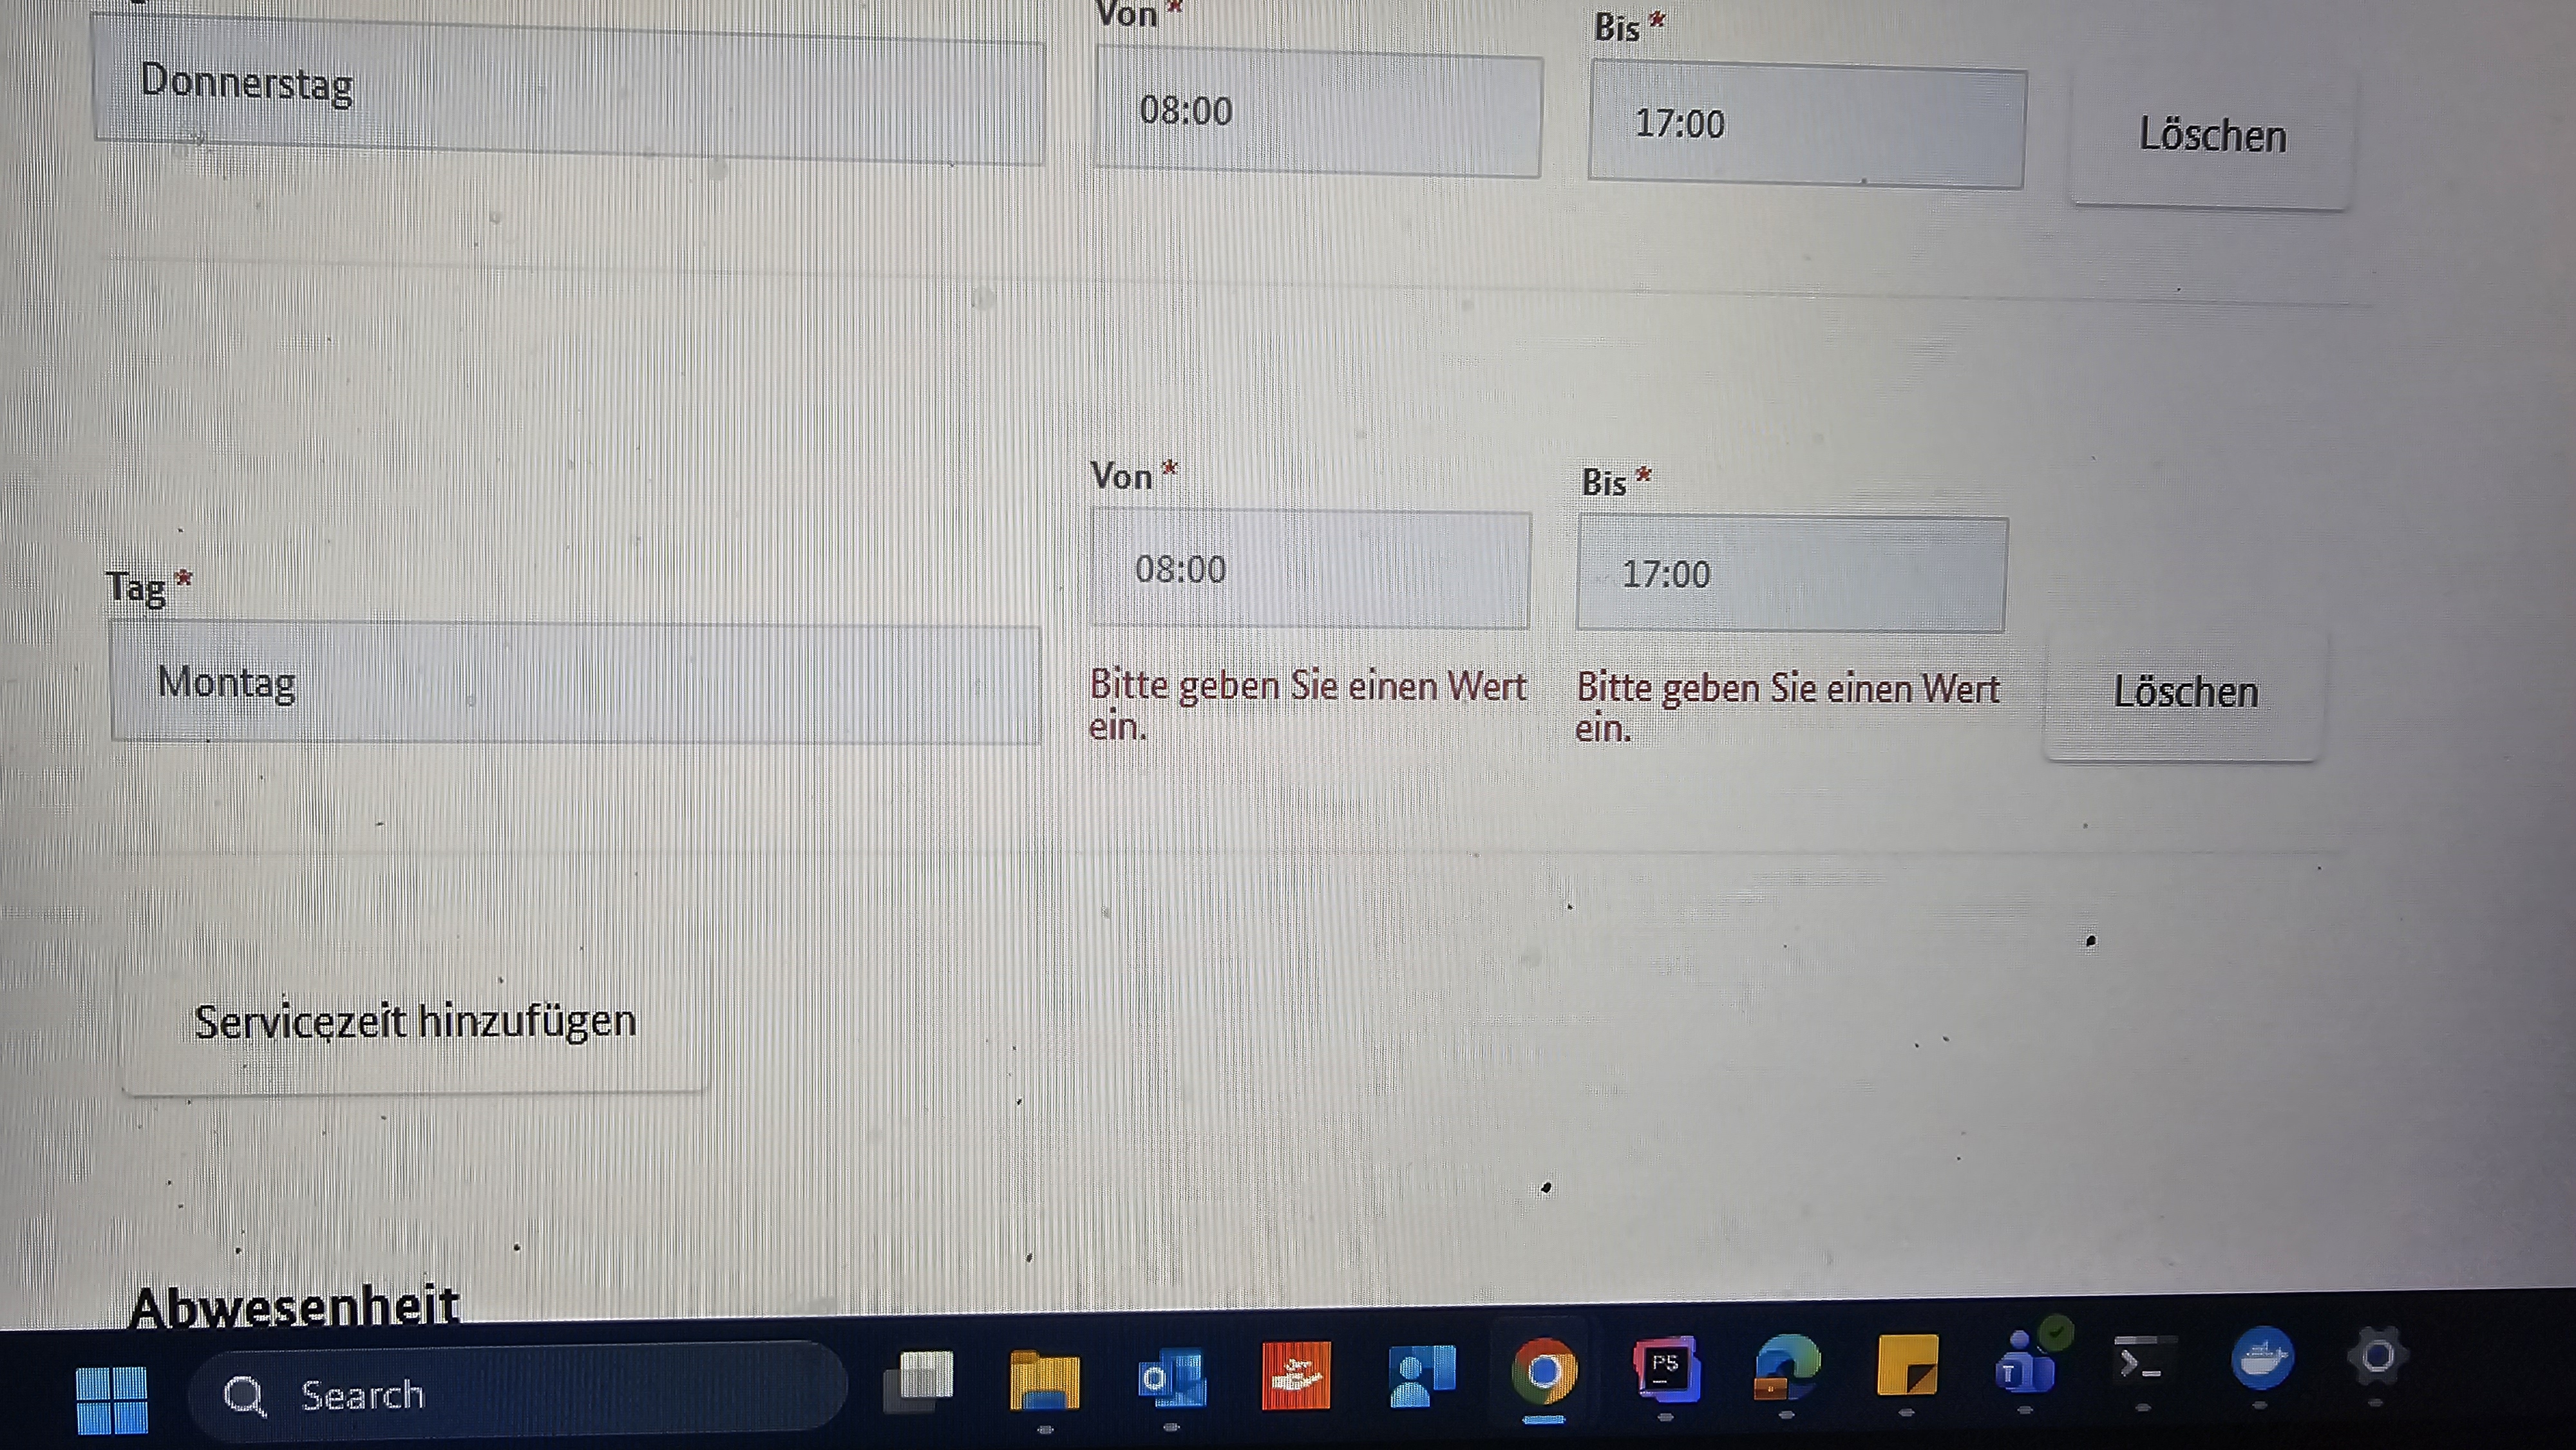 Von *
Bis *
Donnerstag
08:00
17:00
Löschen
Von *
Bis *
08:00
17:00
Tag *
Montag
Bitte geben Sie einen Wert
ein.
Bitte geben Sie einen Wert
ein.
Löschen
Servicezeit hinzufügen
Abwesenheit
Search
PS
T